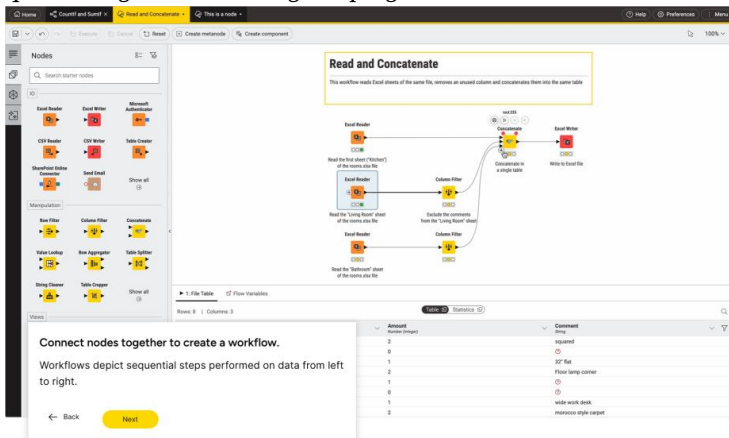 Home
Countif and Sumif ×
Read and Concatenate
This is a node
Help
Preferences
Menu
Execute
Cancel
Reset
Create metanode
Create component
100%
Nodes
Search starter nodes
IO
Excel Reader
Excel Writer
Microsoft
Authenticator
CSV Reader
CSV Writer
Table Creator
SharePoint Online
Connector
Send Email
Show all
Manipulation
Row Filter
Column Filter
Concatenate
Value Lookup
Row Aggregator
Table Splitter
String Cleaner
Table Cropper
Show all
Views
Read and Concatenate
This workflow reads Excel sheets of the same file, removes an unused column and concatenates them into the same table
Excel Reader
Read the first sheet ("Kitchen")
of the rooms.xlsx file
Excel Reader
Read the "Living Room" sheet
of the rooms.xlsx file
Excel Reader
Read the "Bathroom" sheet
of the rooms.xlsx file
Column Filter
Exclude the comments
from the "Living Room" sheet
Column Filter
Concatenate
Concatenate in
a single table
Excel Writer
Write to Excel file
1: File Table
Flow Variables
Rows: 8 | Columns: 3
Table
Statistics
Amount
Number (integer)
Comment
String
2
squared
0
1
32" flat
2
Floor lamp corner
1
0
1
wide work desk
2
morocco style carpet
Connect nodes together to create a workflow.
Workflows depict sequential steps performed on data from left
to right.
Back
Next